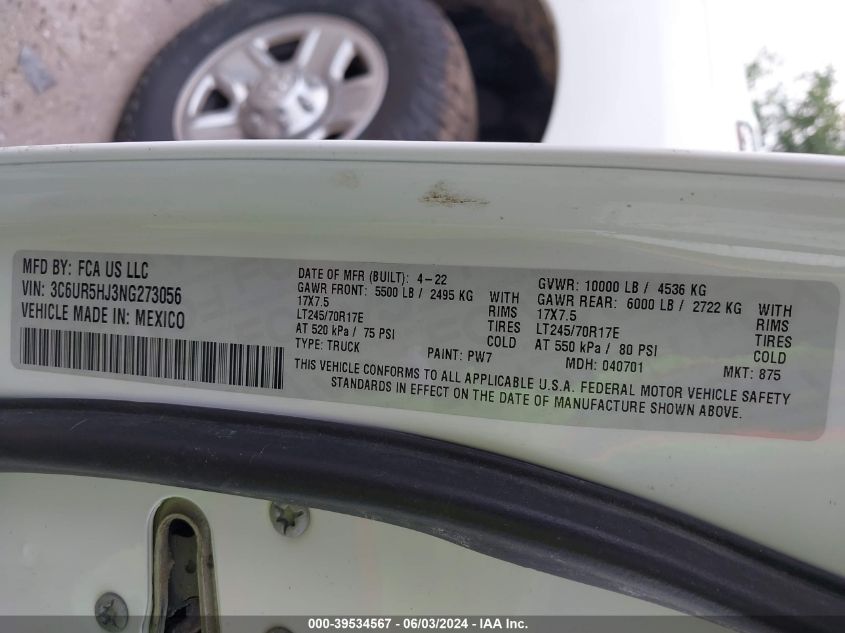 MFD BY: FCA US LLC
VIN: 3C6UR5HJ3NG273056
VEHICLE MADE IN: MEXICO
DATE OF MFR (BUILT): 4-22
GAWR FRONT: 5500 LB / 2495 KG WITH
17X7.5 RIMS
LT245/70R17E TIRES
AT 520 kPa / 75 PSI COLD
TYPE: TRUCK PAINT: PW7
GVWR: 10000 LB / 4536 KG
GAWR REAR: 6000 LB / 2722 KG WITH
17X7.5 RIMS
LT245/70R17E TIRES
AT 550 kPa / 80 PSI COLD
MDH: 040701 MKT: 875
THIS VEHICLE CONFORMS TO ALL APPLICABLE U.S.A. FEDERAL MOTOR VEHICLE SAFETY
STANDARDS IN EFFECT ON THE DATE OF MANUFACTURE SHOWN ABOVE.
000-39534567 / 06/03/2024 - IAA Inc.